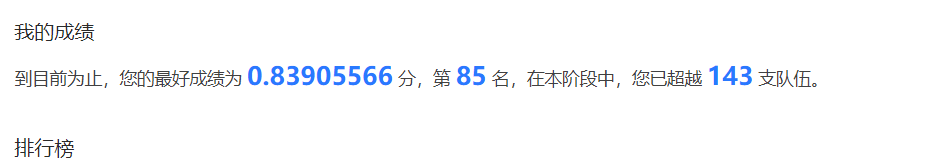 我的成绩
到目前为止，您的最好成绩为 0.83905566 分，第 85 名，在本阶段中，您已超越 143 支队伍。
排行榜